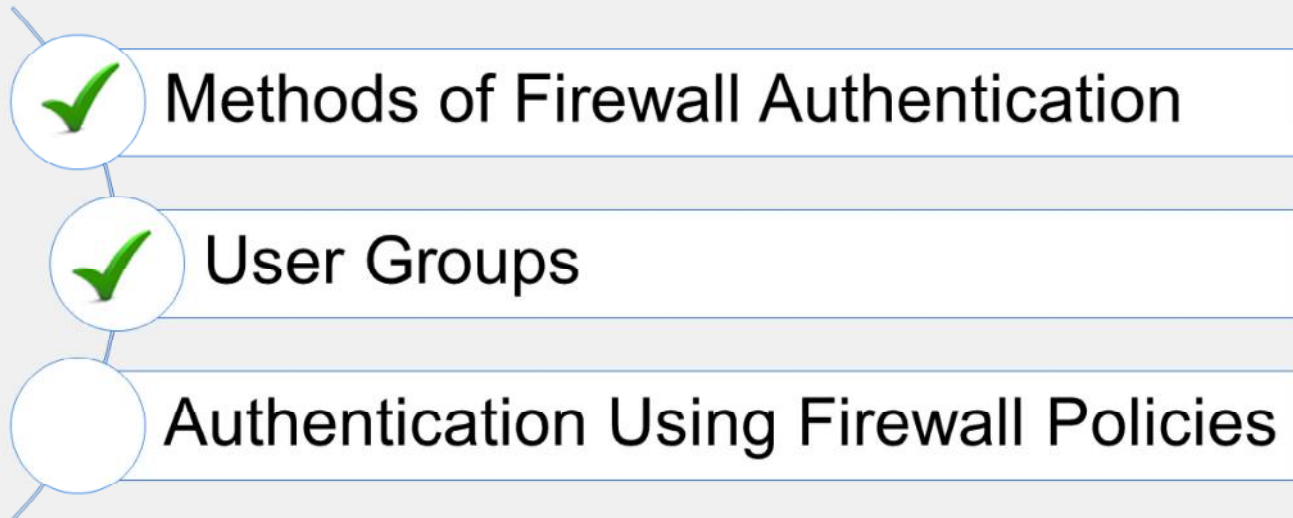 Methods of Firewall Authentication
User Groups
Authentication Using Firewall Policies